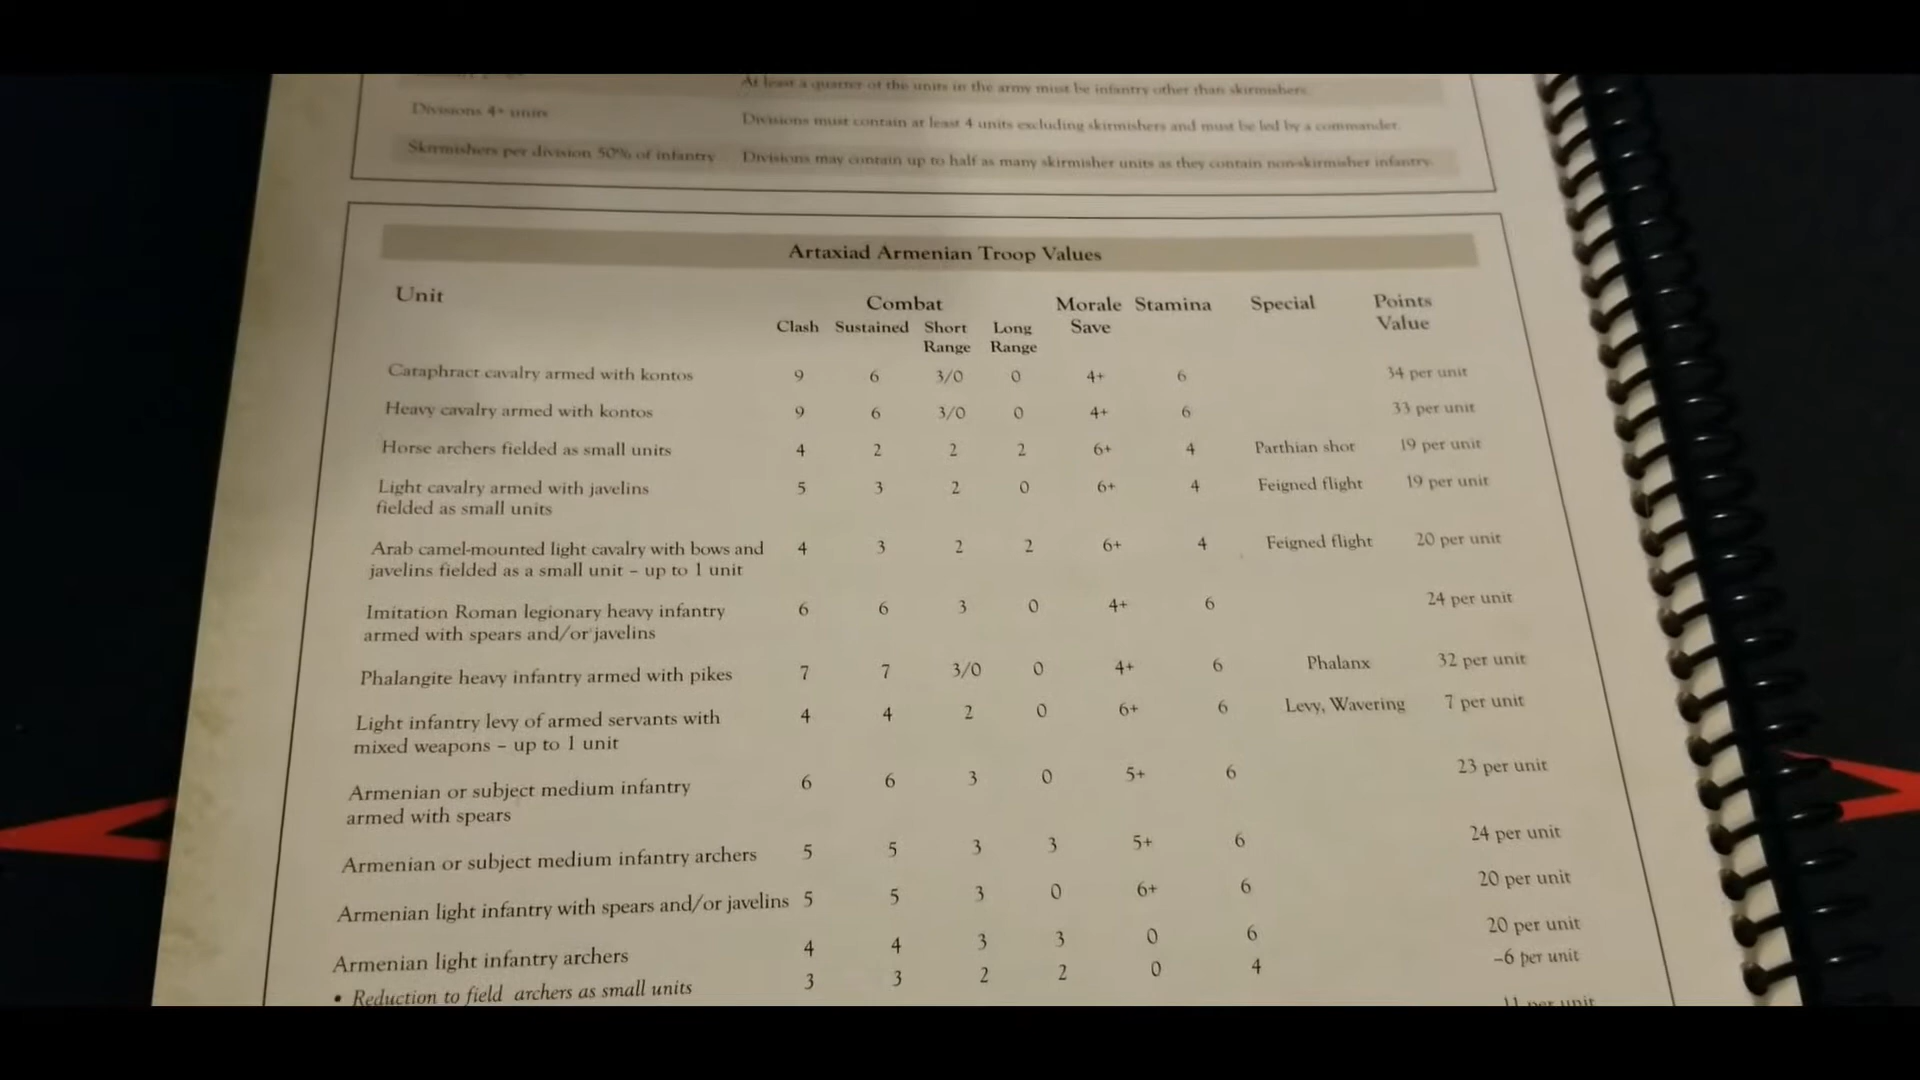 At least a quarter of the units in the army must be infantry other than skirmishers.
Divisions 4+ units Divisions must contain at least 4 units excluding skirmishers and must be led by a commander.
Skirmishers per division 50% of infantry Divisions may contain up to half as many skirmisher units as they contain non-skirmisher infantry.
Artaxiad Armenian Troop Values
Unit Combat Morale Stamina Special Points
Clash Sustained Short Long Save Value
Range Range
Cataphract cavalry armed with kontos 9 6 3/0 0 4+ 6 34 per unit
Heavy cavalry armed with kontos 9 6 3/0 0 4+ 6 33 per unit
Horse archers fielded as small units 4 2 2 2 6+ 4 Parthian shot 19 per unit
Light cavalry armed with javelins 5 3 2 0 6+ 4 Feigned flight 19 per unit
fielded as small units
Arab camel-mounted light cavalry with bows and 4 3 2 2 6+ 4 Feigned flight 20 per unit
javelins fielded as a small unit – up to 1 unit
Imitation Roman legionary heavy infantry 6 6 3 0 4+ 6 24 per unit
armed with spears and/or javelins
Phalangite heavy infantry armed with pikes 7 7 3/0 0 4+ 6 Phalanx 32 per unit
Light infantry levy of armed servants with 4 4 2 0 6+ 6 Levy, Wavering 7 per unit
mixed weapons – up to 1 unit
Armenian or subject medium infantry 6 6 3 0 5+ 6 23 per unit
armed with spears
Armenian or subject medium infantry archers 5 5 3 3 5+ 6 24 per unit
Armenian light infantry with spears and/or javelins 5 5 3 0 6+ 6 20 per unit
Armenian light infantry archers 4 4 3 3 0 6 20 per unit
• Reduction to field archers as small units 3 3 2 2 0 4 –6 per unit
11 per unit